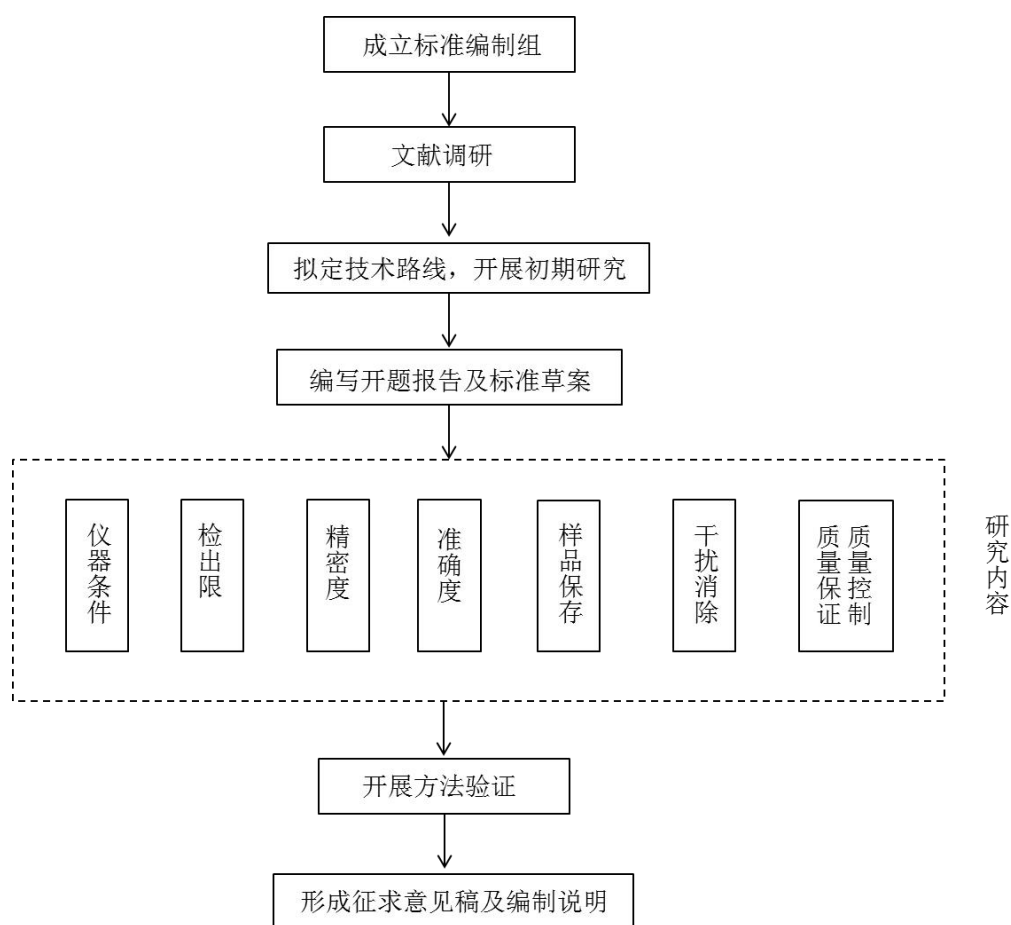 成立标准编制组
文献调研
拟定技术路线，开展初期研究
编写开题报告及标准草案
仪器条件
检出限
精密度
准确度
样品保存
干扰消除
质量保证
质量控制
研究内容
开展方法验证
形成征求意见稿及编制说明